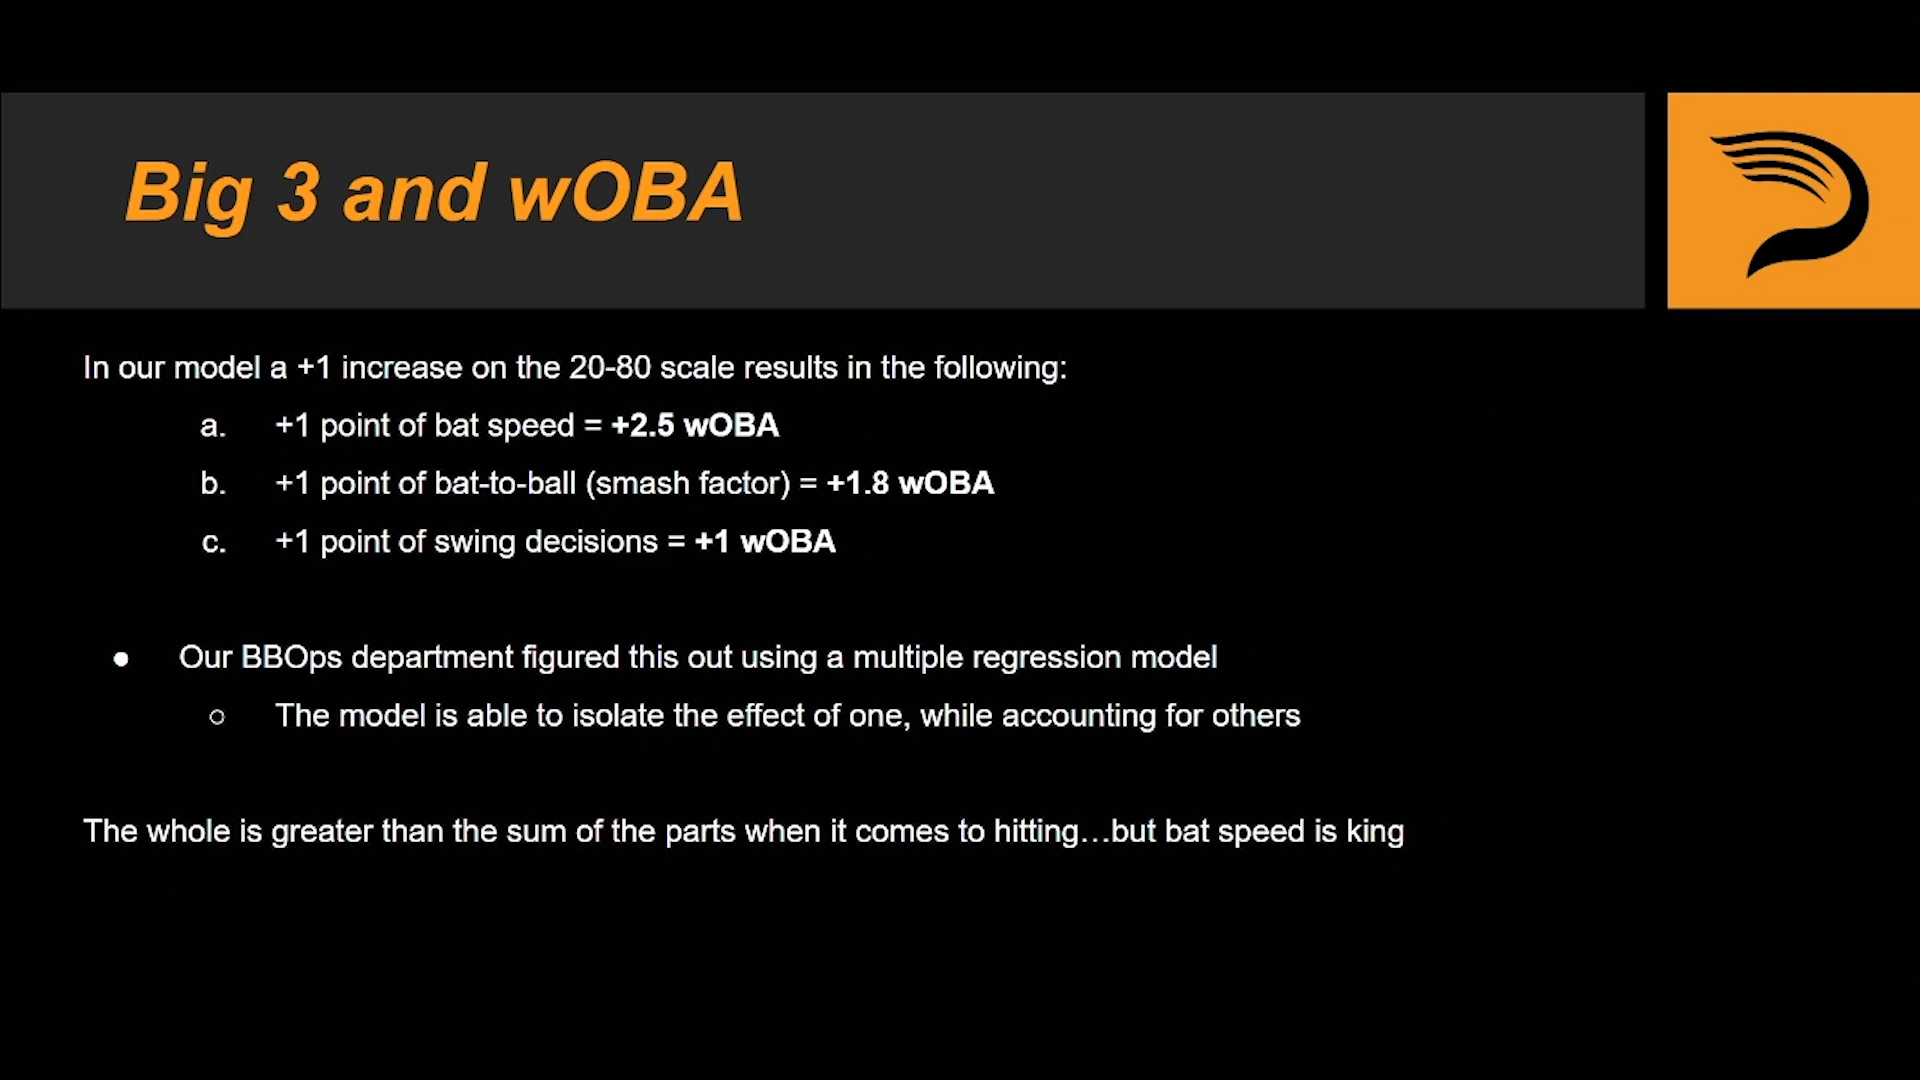 Big 3 and wOBA
In our model a +1 increase on the 20-80 scale results in the following:
a. +1 point of bat speed = +2.5 wOBA
b. +1 point of bat-to-ball (smash factor) = +1.8 wOBA
c. +1 point of swing decisions = +1 wOBA
● Our BBOps department figured this out using a multiple regression model
○ The model is able to isolate the effect of one, while accounting for others
The whole is greater than the sum of the parts when it comes to hitting…but bat speed is king